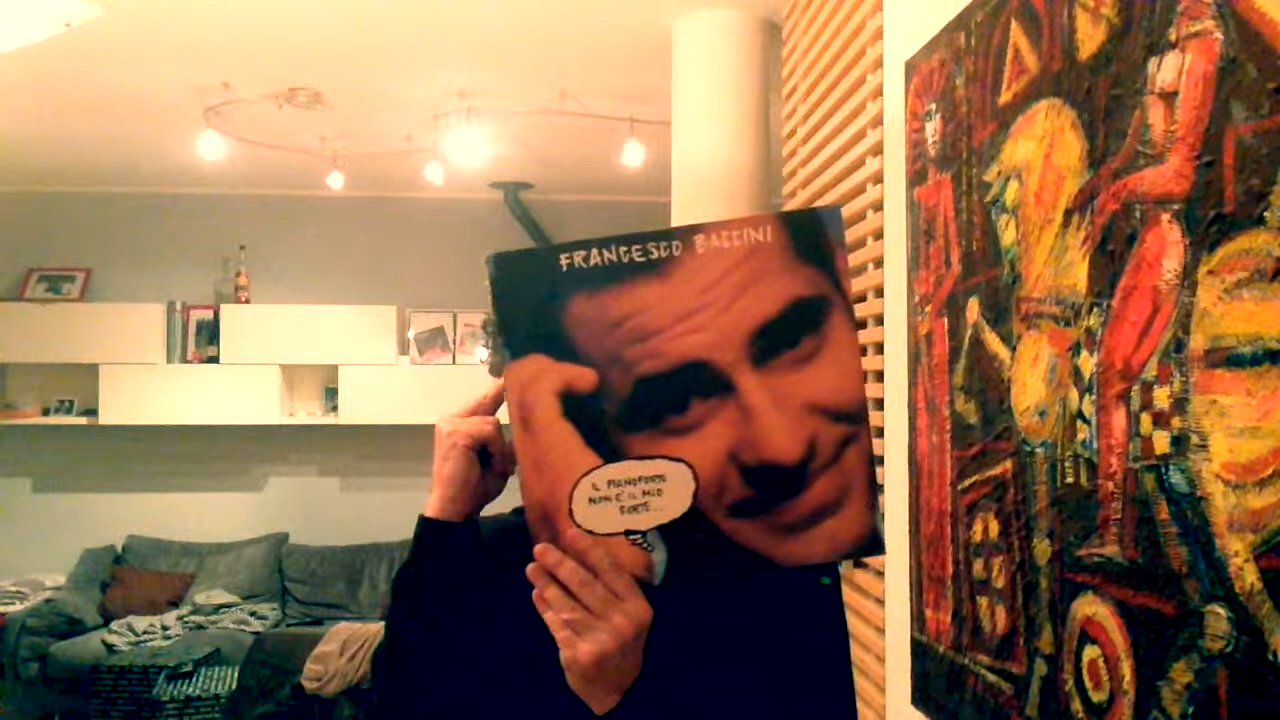 FRANCESCO BACCINI
IL PIANOFORTE
NON E' IL MIO
FORTE...